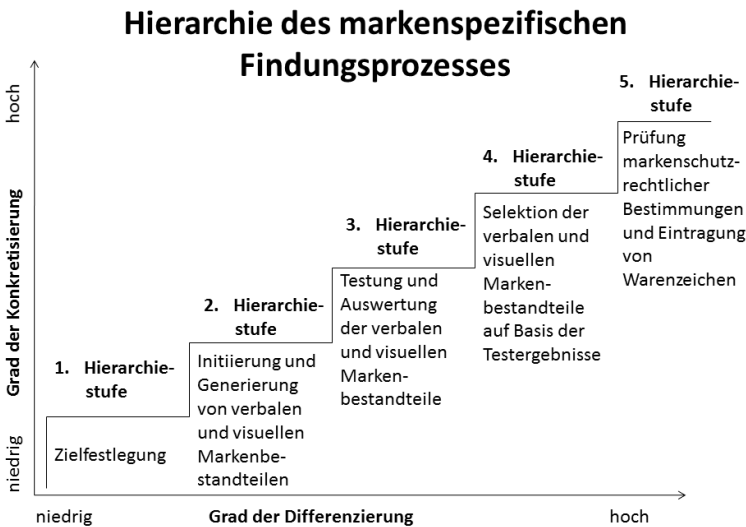 Hierarchie des markenspezifischen
Findungsprozesses
hoch
Grad der Konkretisierung
niedrig
1. Hierarchie-
stufe
Zielfestlegung
2. Hierarchie-
stufe
Initiierung und
Generierung
von verbalen
und visuellen
Markenbe-
standteilen
3. Hierarchie-
stufe
Testung und
Auswertung
der verbalen
und visuellen
Marken-
bestandteile
4. Hierarchie-
stufe
Selektion der
verbalen und
visuellen
Marken-
bestandteile
auf Basis der
Testergebnisse
5. Hierarchie-
stufe
Prüfung
markenschutz-
rechtlicher
Bestimmungen
und Eintragung
von
Warenzeichen
niedrig
Grad der Differenzierung
hoch